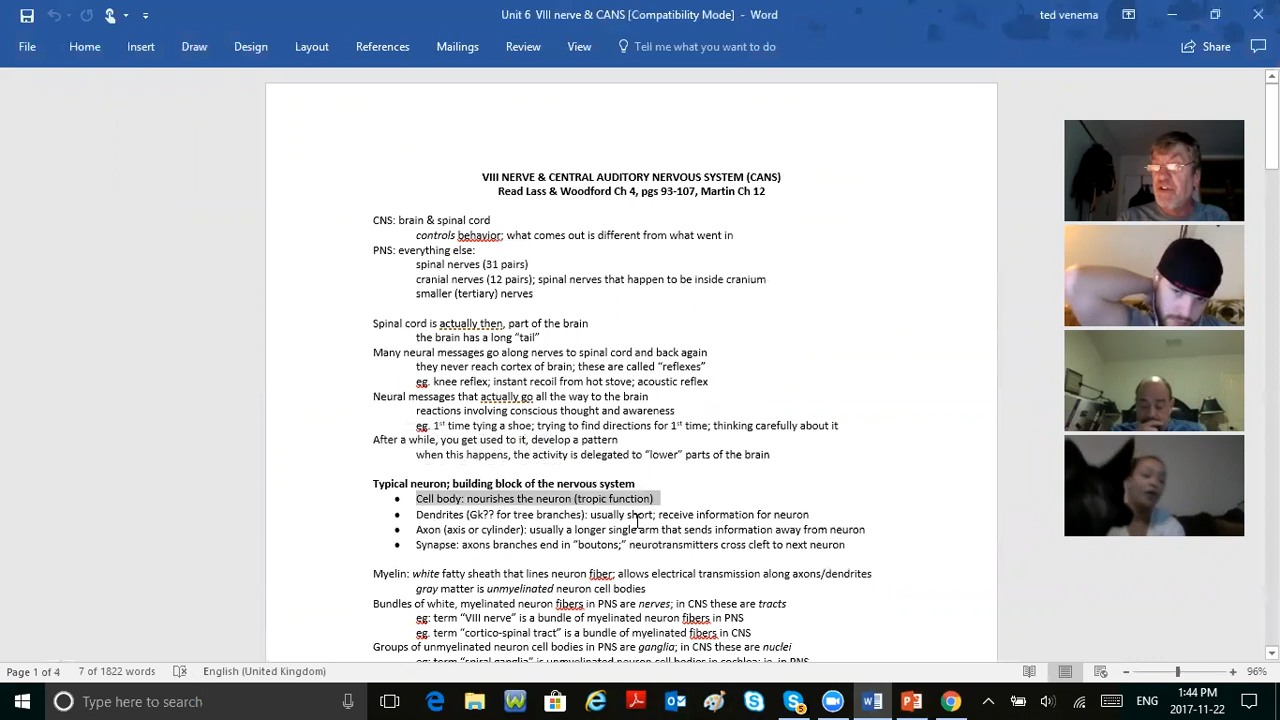 Unit 6 VIII nerve & CANS [Compatibility Mode] - Word
ted venema
File Home Insert Draw Design Layout References Mailings Review View Tell me what you want to do Share
VIII NERVE & CENTRAL AUDITORY NERVOUS SYSTEM (CANS)
Read Lass & Woodford Ch 4, pgs 93-107, Martin Ch 12
CNS: brain & spinal cord
controls behavior; what comes out is different from what went in
PNS: everything else:
spinal nerves (31 pairs)
cranial nerves (12 pairs); spinal nerves that happen to be inside cranium
smaller (tertiary) nerves
Spinal cord is actually then, part of the brain
the brain has a long “tail”
Many neural messages go along nerves to spinal cord and back again
they never reach cortex of brain; these are called “reflexes”
eg. knee reflex; instant recoil from hot stove; acoustic reflex
Neural messages that actually go all the way to the brain
reactions involving conscious thought and awareness
eg. 1st time tying a shoe; trying to find directions for 1st time; thinking carefully about it
After a while, you get used to it, develop a pattern
when this happens, the activity is delegated to “lower” parts of the brain
Typical neuron; building block of the nervous system
• Cell body: nourishes the neuron (tropic function)
• Dendrites (Gk?? for tree branches): usually short; receive information for neuron
• Axon (axis or cylinder): usually a longer single arm that sends information away from neuron
• Synapse: axons branches end in “boutons;” neurotransmitters cross cleft to next neuron
Myelin: white fatty sheath that lines neuron fiber; allows electrical transmission along axons/dendrites
gray matter is unmyelinated neuron cell bodies
Bundles of white, myelinated neuron fibers in PNS are nerves; in CNS these are tracts
eg: term “VIII nerve” is a bundle of myelinated neuron fibers in PNS
eg. term “cortico-spinal tract” is a bundle of myelinated fibers in CNS
Groups of unmyelinated neuron cell bodies in PNS are ganglia; in CNS these are nuclei
eg: term “spiral ganglia” is unmyelinated neuron cell bodies in cochlea; ie. in PNS
Page 1 of 4 7 of 1822 words English (United Kingdom) 96%
Type here to search
5
ENG
1:44 PM
2017-11-22